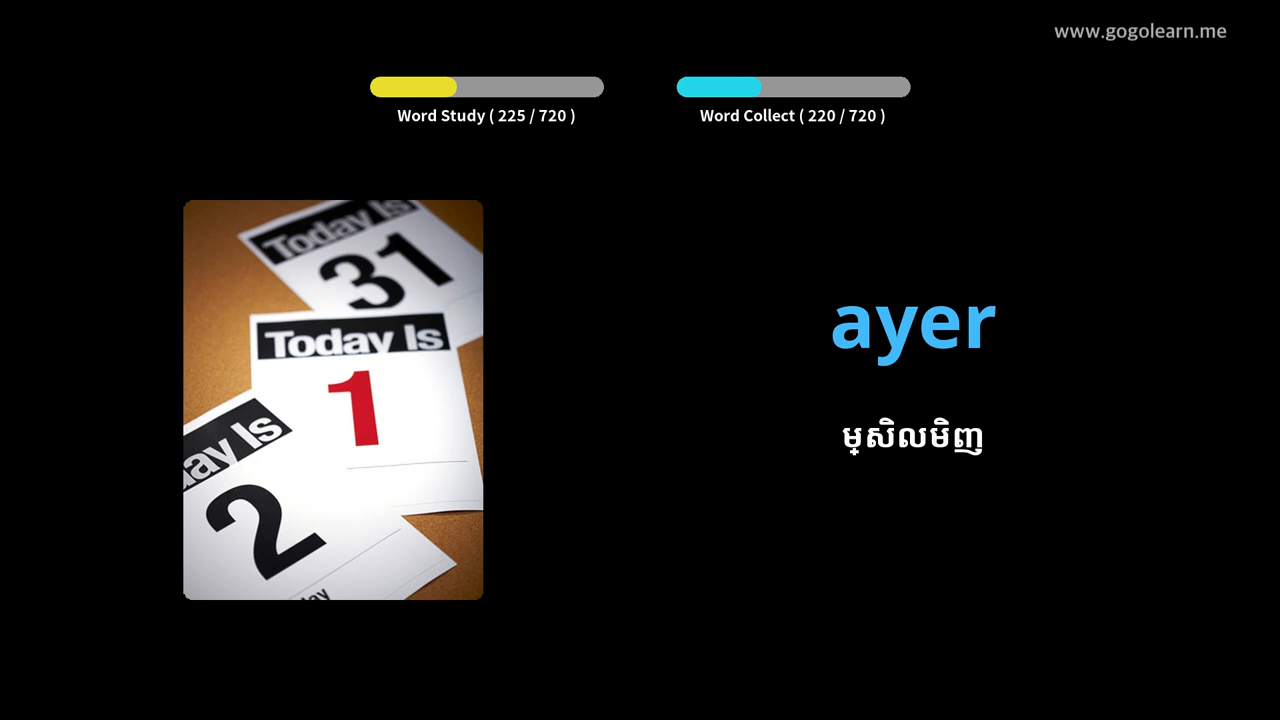 www.gogolearn.me
Word Study ( 225 / 720 )
Word Collect ( 220 / 720 )
Today Is
31
Today Is
1
ay Is
2
ayer
ម្សិលមិញ